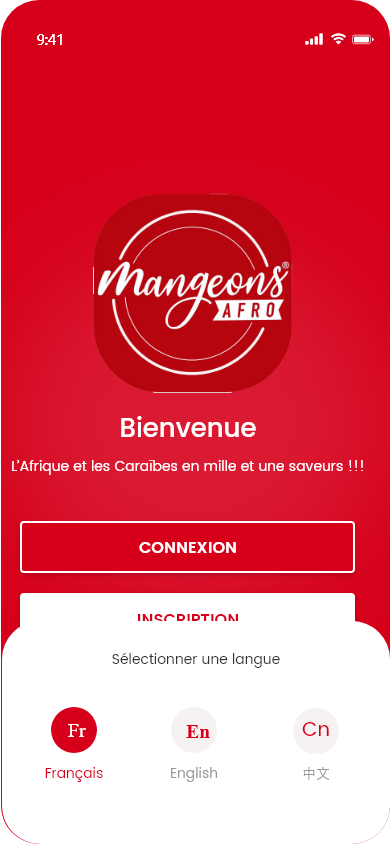 9:41
Mangeons®
AFRO
Bienvenue
L'Afrique et les Caraïbes en mille et une saveurs !!!
CONNEXION
INSCRIPTION
Sélectionner une langue
Fr
En
Cn
Français
English
中文